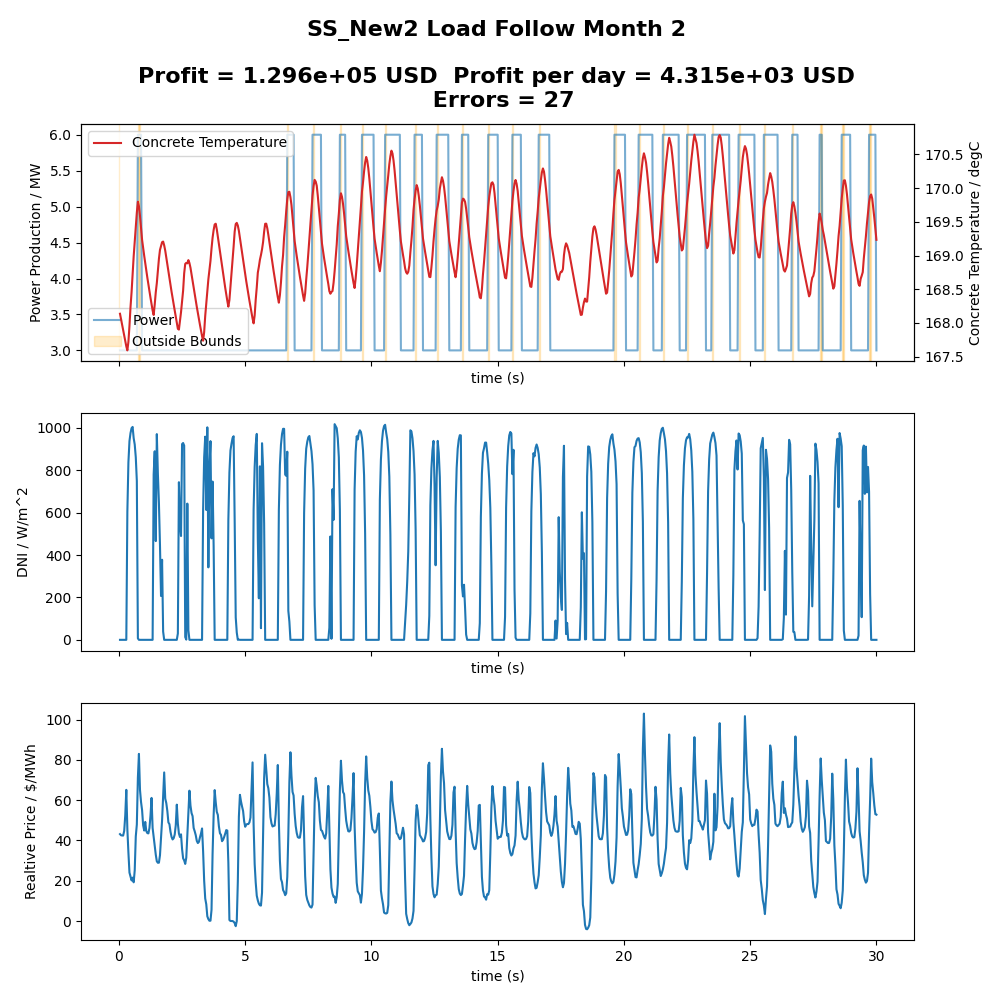 SS_New2 Load Follow Month 2
Profit = 1.296e+05 USD  Profit per day = 4.315e+03 USD
Errors = 27
Power Production / MW
6.0
5.5
5.0
4.5
4.0
3.5
3.0
Concrete Temperature
Power
Outside Bounds
170.5
170.0
169.5
169.0
168.5
168.0
167.5
Concrete Temperature / degC
time (s)
DNI / W/m^2
1000
800
600
400
200
0
time (s)
Realtive Price / $/MWh
100
80
60
40
20
0
0 5 10 15 20 25 30
time (s)